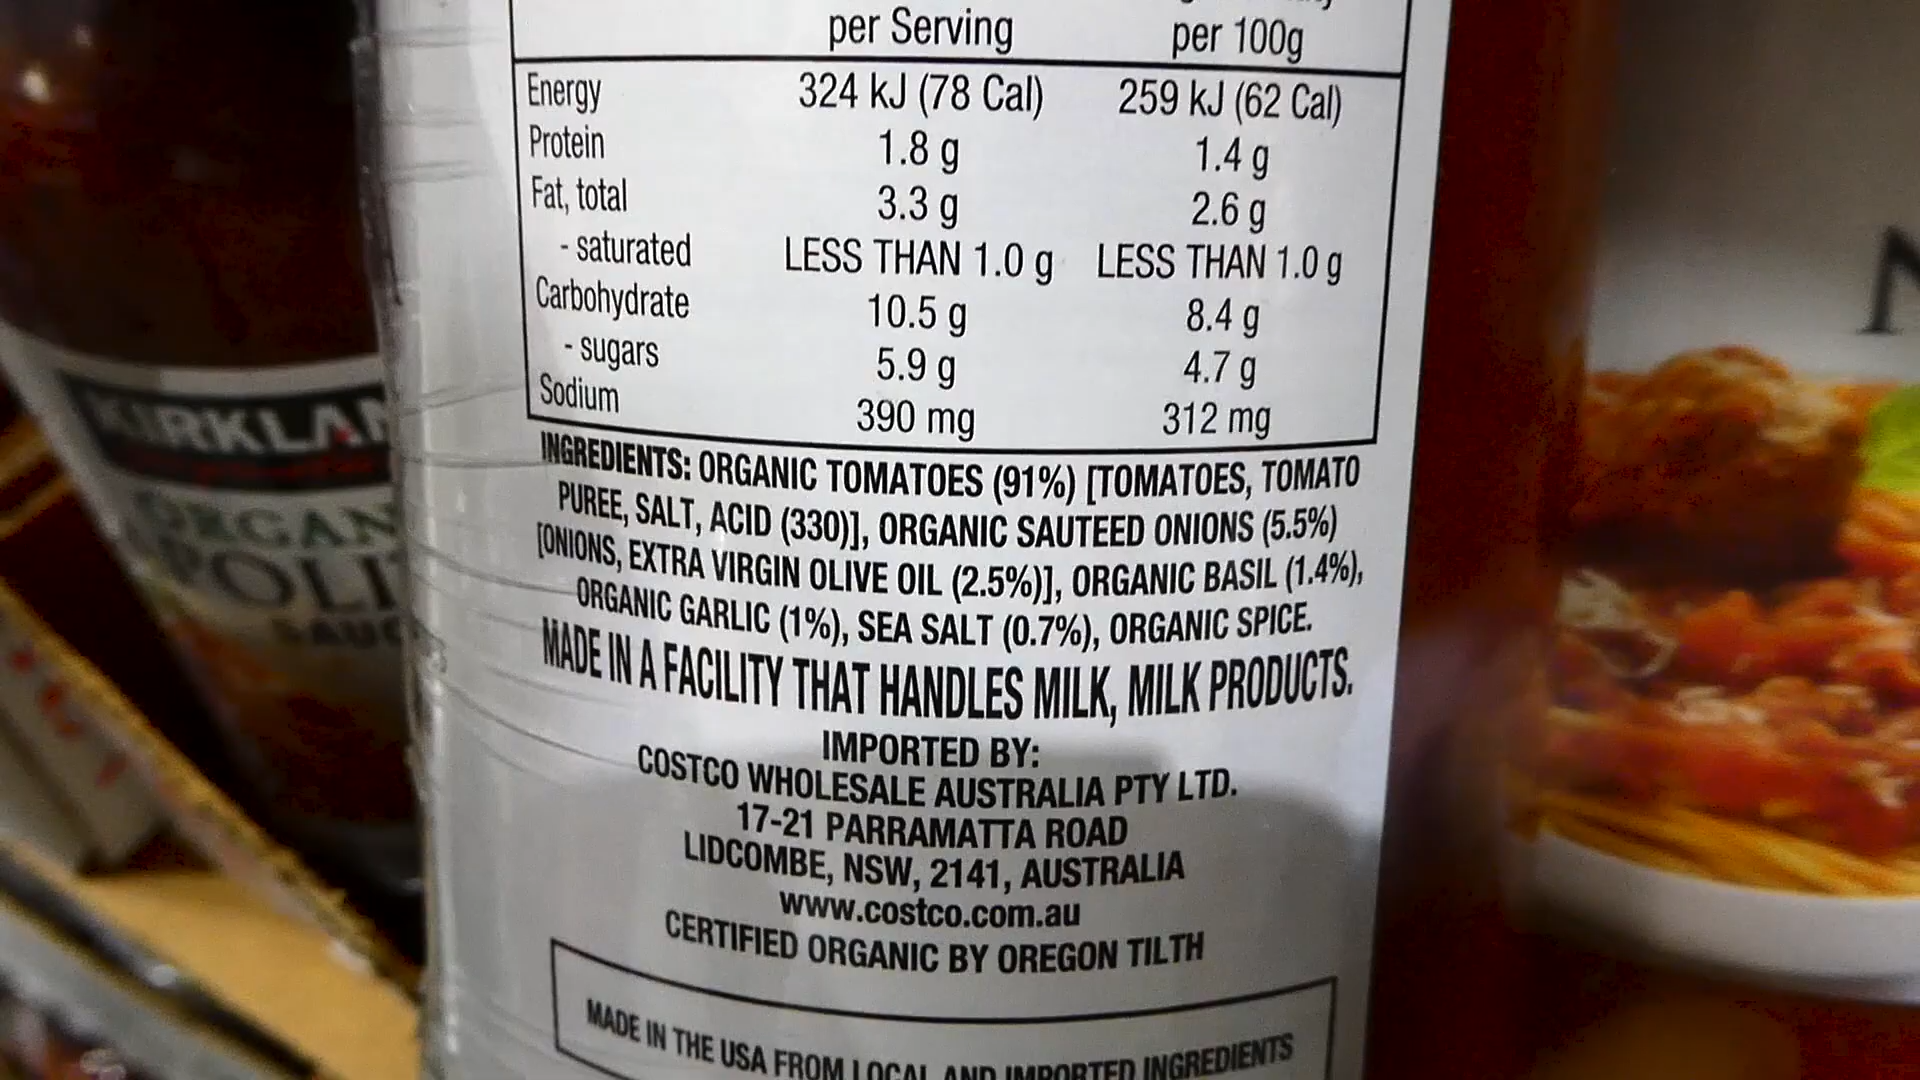 per Serving per 100g
Energy 324 kJ (78 Cal) 259 kJ (62 Cal)
Protein 1.8 g 1.4 g
Fat, total 3.3 g 2.6 g
- saturated LESS THAN 1.0 g LESS THAN 1.0 g
Carbohydrate 10.5 g 8.4 g
- sugars 5.9 g 4.7 g
Sodium 390 mg 312 mg
INGREDIENTS: ORGANIC TOMATOES (91%) [TOMATOES, TOMATO
PUREE, SALT, ACID (330)], ORGANIC SAUTEED ONIONS (5.5%)
[ONIONS, EXTRA VIRGIN OLIVE OIL (2.5%)], ORGANIC BASIL (1.4%),
ORGANIC GARLIC (1%), SEA SALT (0.7%), ORGANIC SPICE.
MADE IN A FACILITY THAT HANDLES MILK, MILK PRODUCTS.
IMPORTED BY:
COSTCO WHOLESALE AUSTRALIA PTY LTD.
17-21 PARRAMATTA ROAD
LIDCOMBE, NSW, 2141, AUSTRALIA
www.costco.com.au
CERTIFIED ORGANIC BY OREGON TILTH
MADE IN THE USA FROM LOCAL AND IMPORTED INGREDIENTS
KIRKLAN
ORGAN
POLI
SAUC
N